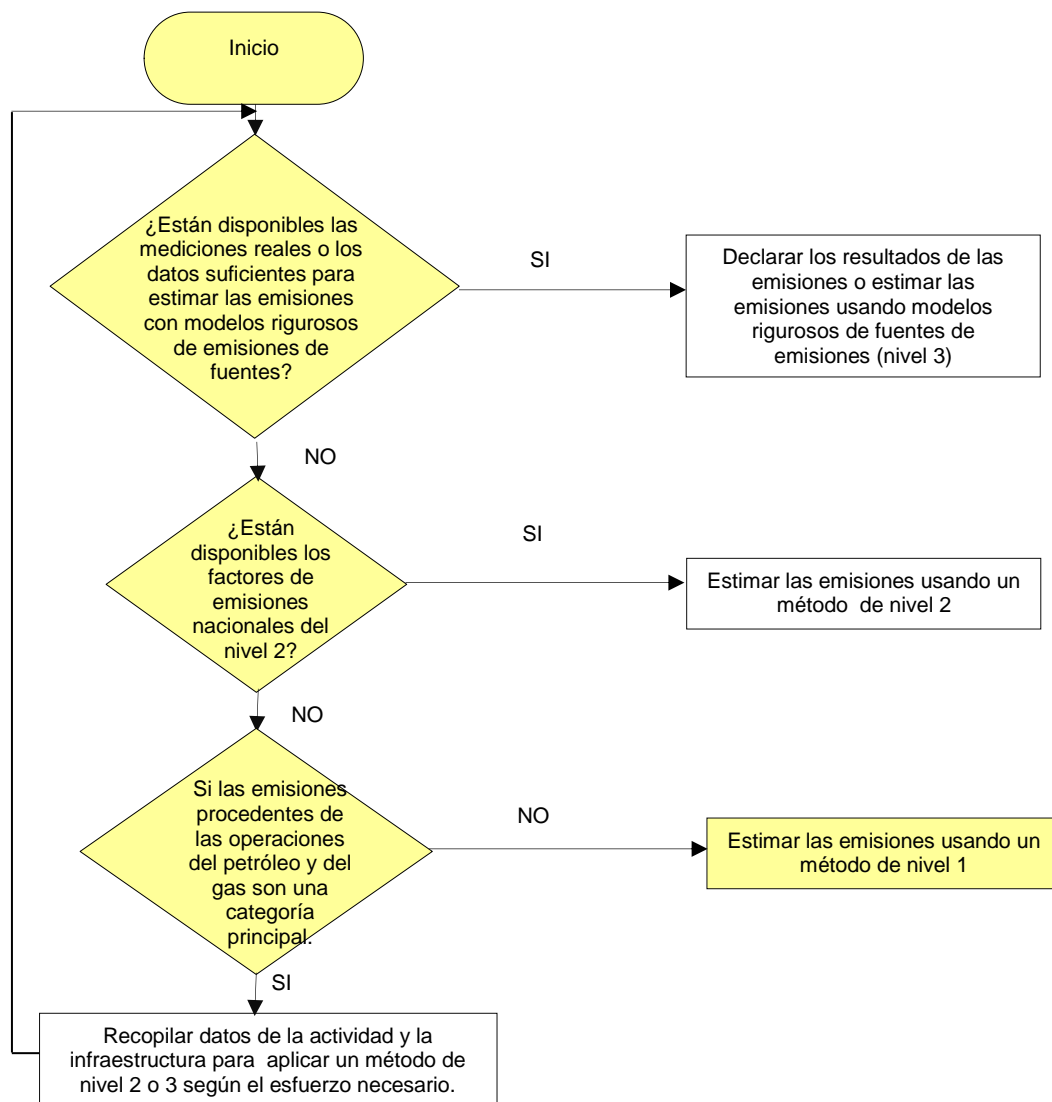 Inicio
¿Están disponibles las
mediciones reales o los
datos suficientes para
estimar las emisiones
con modelos rigurosos
de emisiones de
fuentes?
SI
Declarar los resultados de las
emisiones o estimar las
emisiones usando modelos
rigurosos de fuentes de
emisiones (nivel 3)
NO
¿Están
disponibles los
factores de
emisiones
nacionales del
nivel 2?
SI
Estimar las emisiones usando un
método de nivel 2
NO
Si las emisiones
procedentes de
las operaciones
del petróleo y del
gas son una
categoría
principal.
NO
Estimar las emisiones usando un
método de nivel 1
SI
Recopilar datos de la actividad y la
infraestructura para aplicar un método de
nivel 2 o 3 según el esfuerzo necesario.